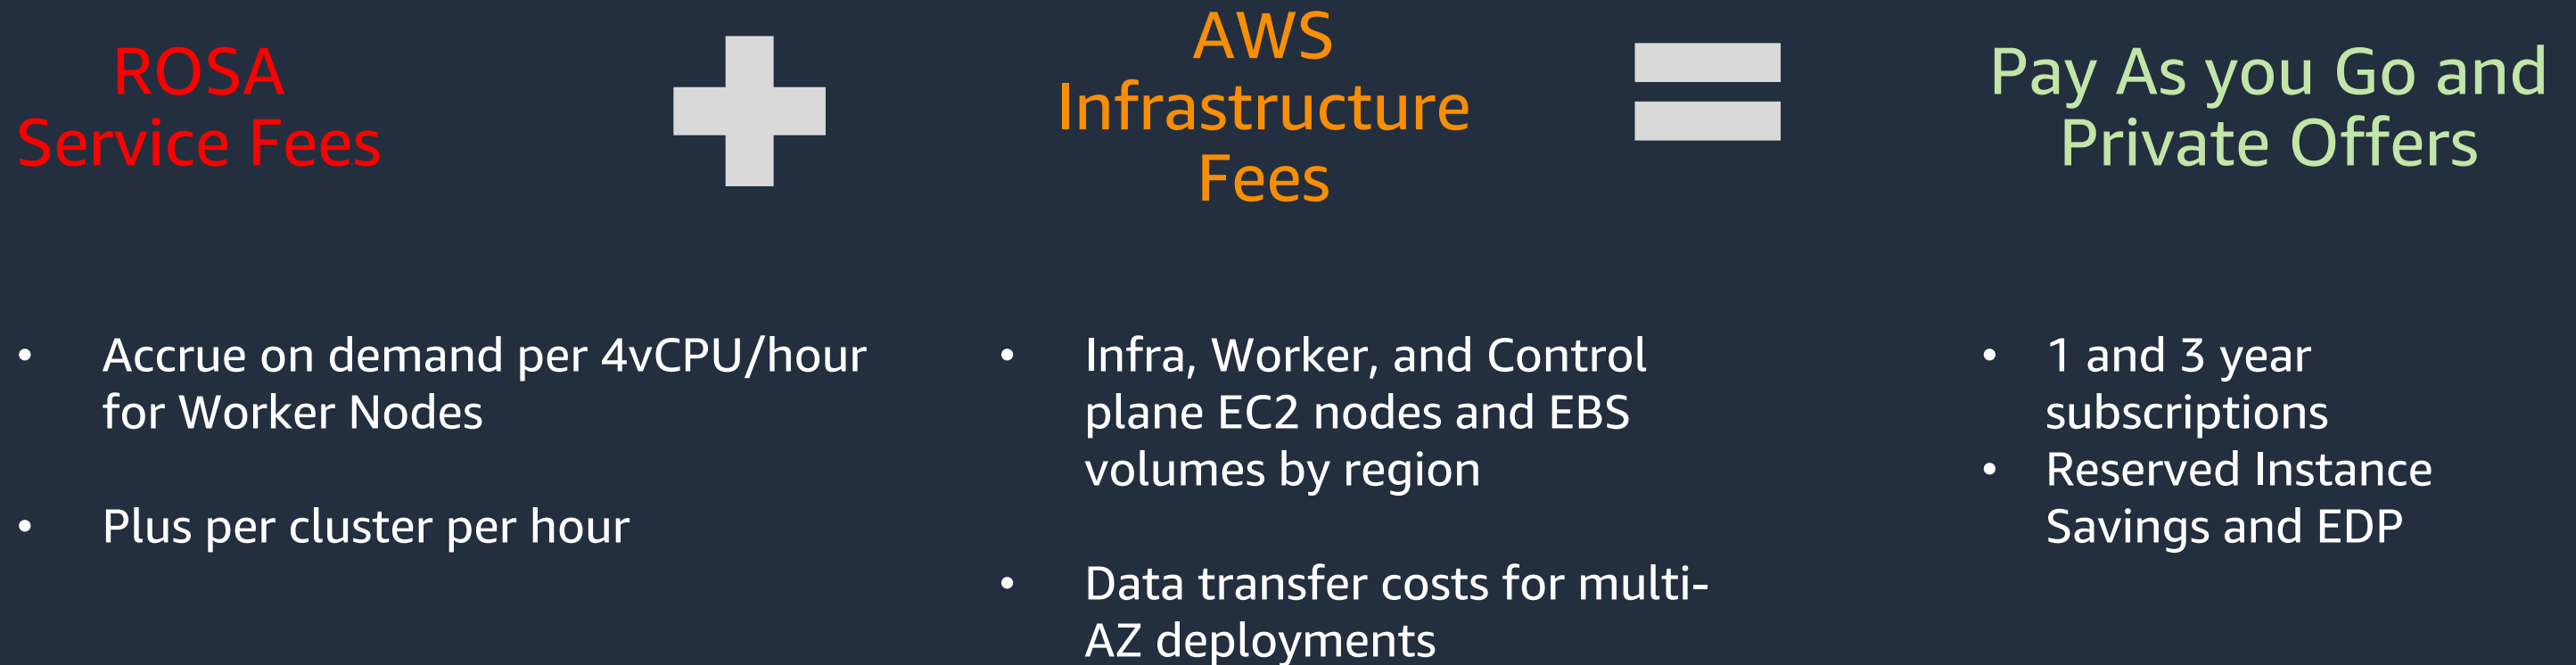 ROSA
Service Fees
AWS
Infrastructure
Fees
Pay As you Go and
Private Offers
• Accrue on demand per 4vCPU/hour
for Worker Nodes
• Plus per cluster per hour
• Infra, Worker, and Control
plane EC2 nodes and EBS
volumes by region
• Data transfer costs for multi-
AZ deployments
• 1 and 3 year
subscriptions
• Reserved Instance
Savings and EDP